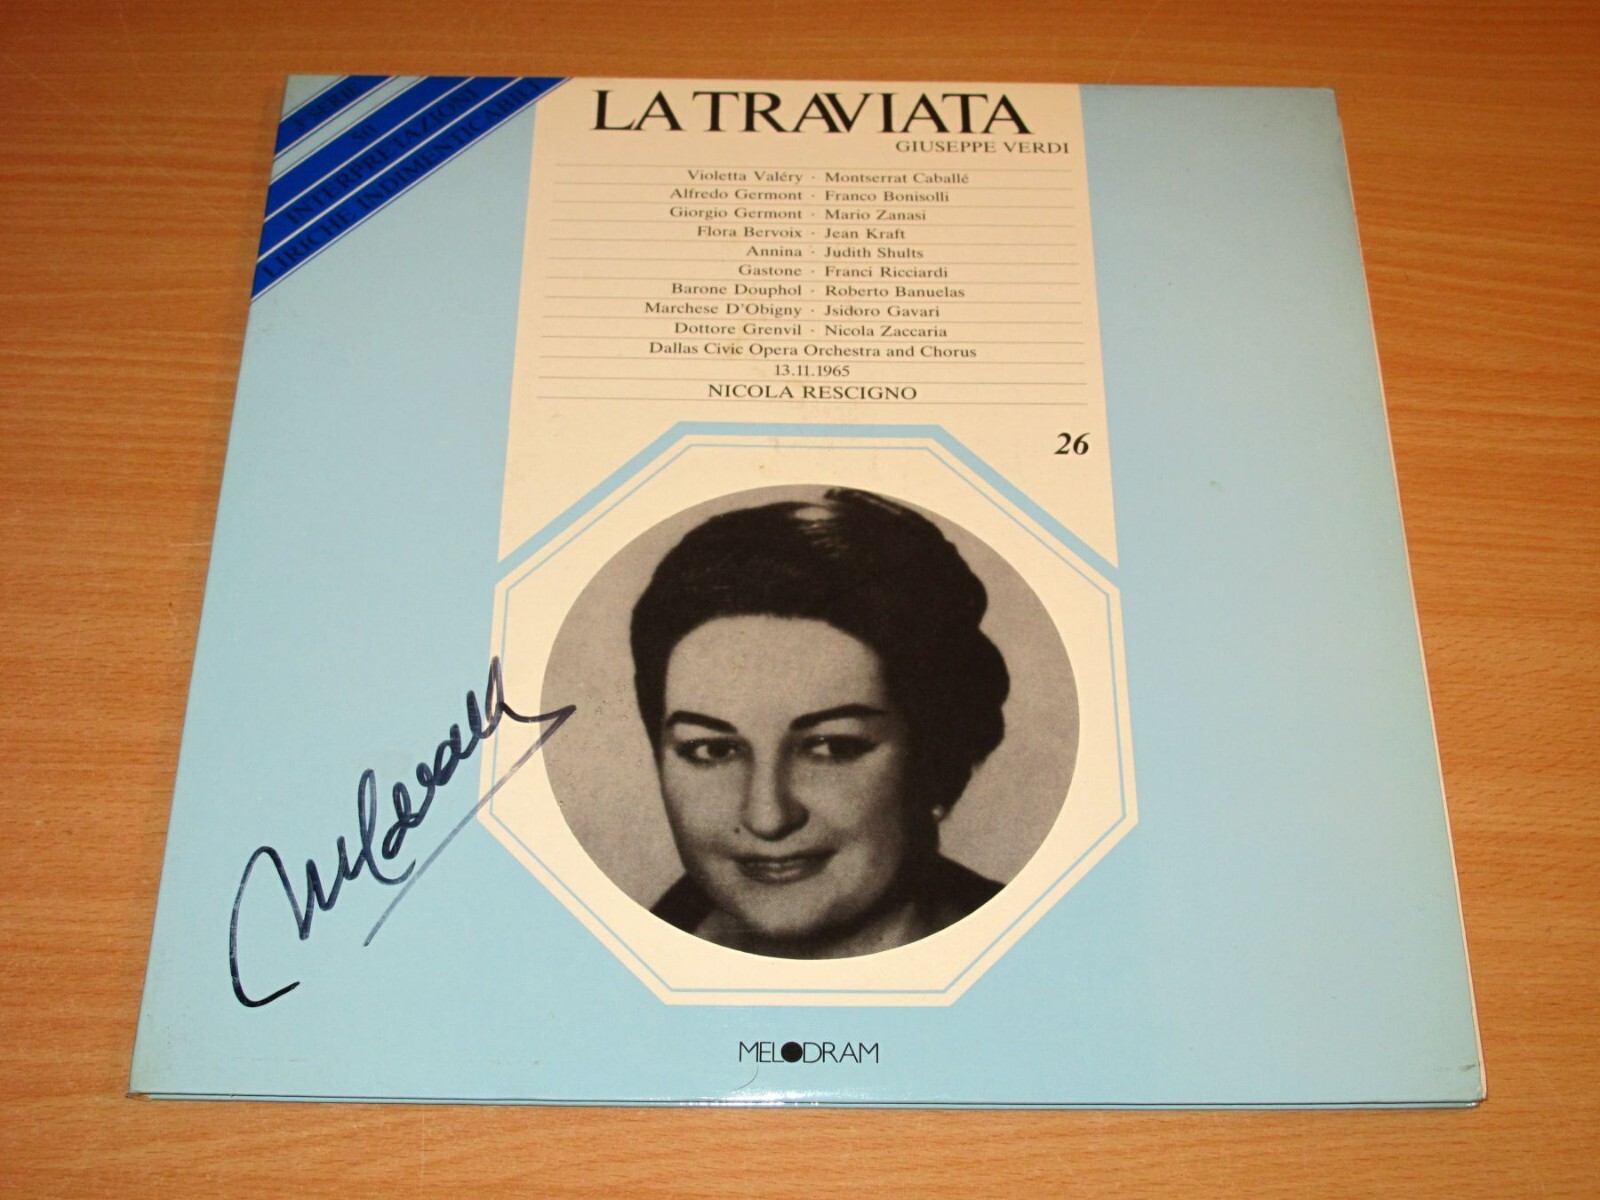 1ª SERIE
50
INTERPRETAZIONI
LIRICHE INDIMENTICABILI
LA TRAVIATA
GIUSEPPE VERDI
Violetta Valéry · Montserrat Caballé
Alfredo Germont · Franco Bonisolli
Giorgio Germont · Mario Zanasi
Flora Bervoix · Jean Kraft
Annina · Judith Shults
Gastone · Franci Ricciardi
Barone Douphol · Roberto Banuelas
Marchese D'Obigny · Jsidoro Gavari
Dottore Grenvil · Nicola Zaccaria
Dallas Civic Opera Orchestra and Chorus
13.11.1965
NICOLA RESCIGNO
26
MELODRAM